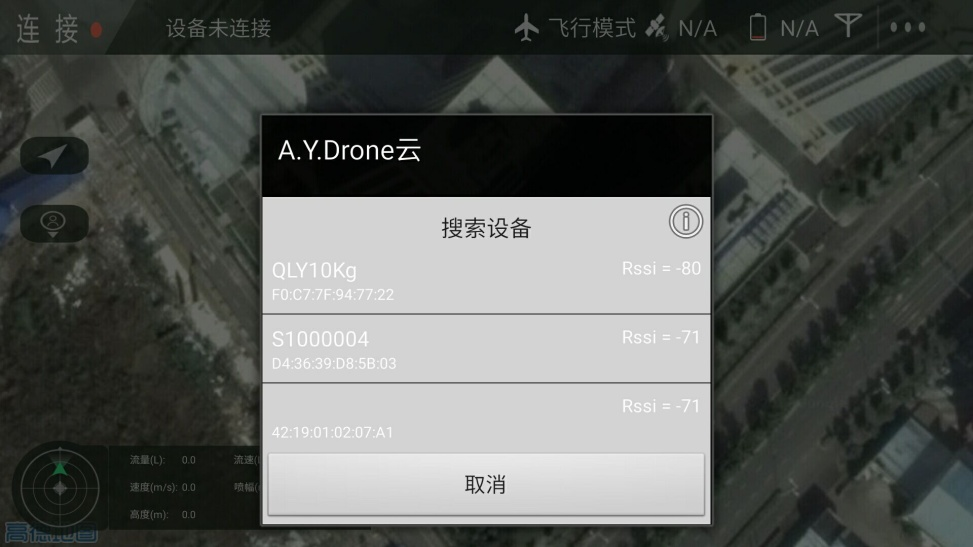 连接
设备未连接
飞行模式
N/A
N/A
A.Y.Drone云
搜索设备
QLY10Kg
Rssi = -80
F0:C7:7F:94:77:22
S1000004
Rssi = -71
D4:36:39:D8:5B:03
Rssi = -71
42:19:01:02:07:A1
取消
流量(L): 0.0
流速(
速度(m/s): 0.0
喷幅(
高度(m): 0.0
高德地图